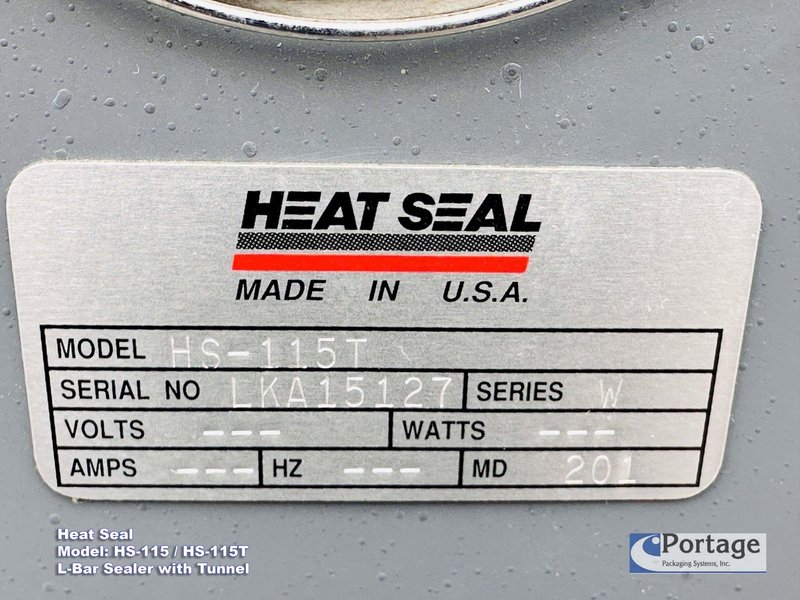 HEAT SEAL
MADE IN U.S.A.
MODEL HS-115T
SERIAL NO LKA15127 SERIES W
VOLTS --- WATTS ---
AMPS --- HZ --- MD 201
Heat Seal
Model: HS-115 / HS-115T
L-Bar Sealer with Tunnel
Portage
Packaging Systems, Inc.